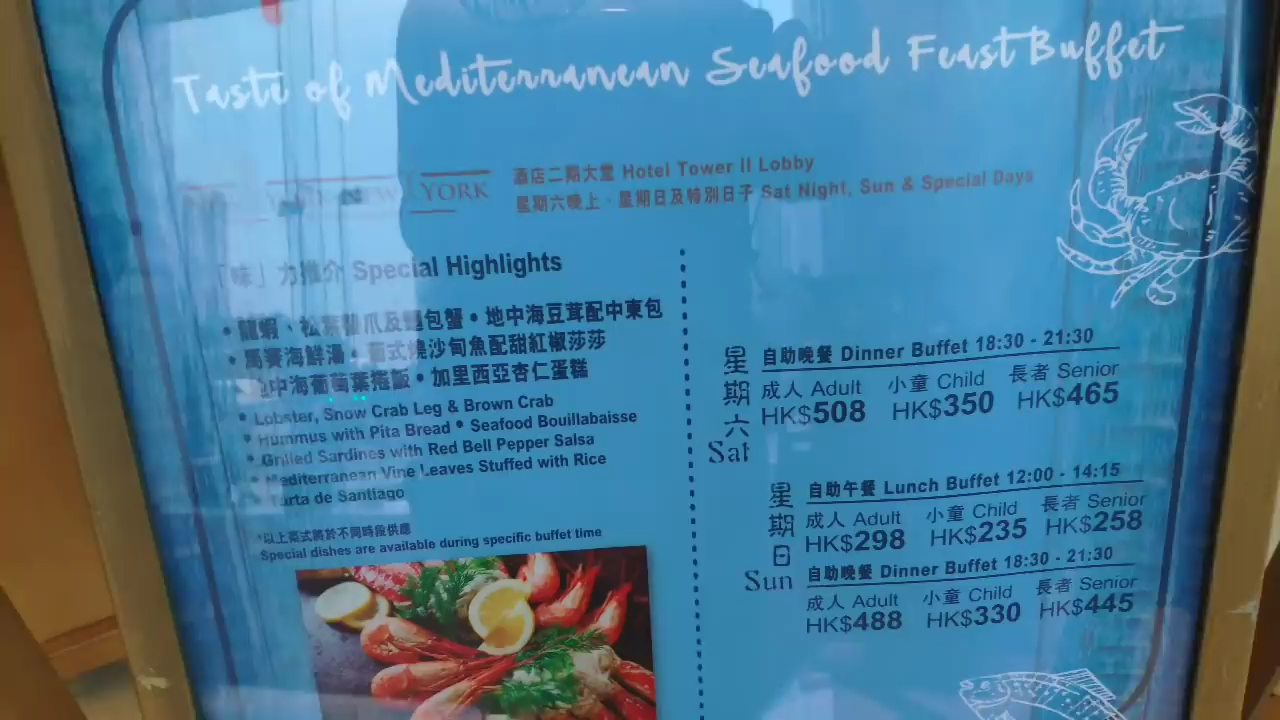 Taste of Mediterranean Seafood Feast Buffet
YORK
酒店二期大堂 Hotel Tower II Lobby
星期六晚上、星期日及特別日子 Sat Night, Sun & Special Days
「味」力推介 Special Highlights
• 龍蝦、松葉蟹爪及麵包蟹 • 地中海豆茸配中東包
• 馬賽海鮮湯 • 葡式燒沙甸魚配甜紅椒莎莎
地中海葡萄葉捲飯 • 加里西亞杏仁蛋糕
• Lobster, Snow Crab Leg & Brown Crab
• Hummus with Pita Bread • Seafood Bouillabaisse
• Grilled Sardines with Red Bell Pepper Salsa
• Mediterranean Vine Leaves Stuffed with Rice
Tarta de Santiago
*以上菜式將於不同時段供應
Special dishes are available during specific buffet time
星期六 Sat
自助晚餐 Dinner Buffet 18:30 - 21:30
成人 Adult 小童 Child 長者 Senior
HK$508 HK$350 HK$465
星期日 Sun
自助午餐 Lunch Buffet 12:00 - 14:15
成人 Adult 小童 Child 長者 Senior
HK$298 HK$235 HK$258
自助晚餐 Dinner Buffet 18:30 - 21:30
成人 Adult 小童 Child 長者 Senior
HK$488 HK$330 HK$445